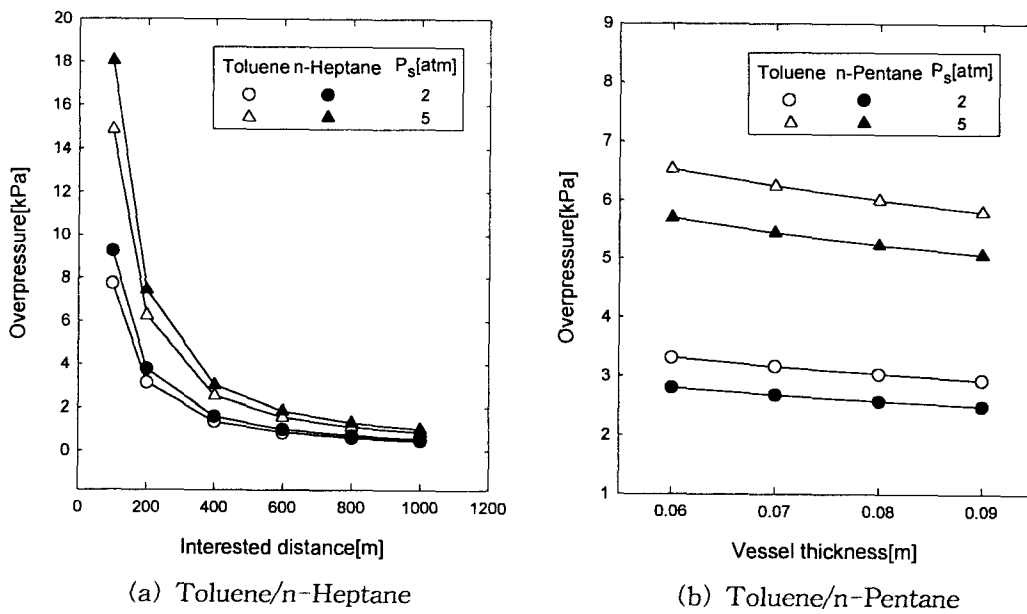 20
18
16
14
12
10
8
6
4
2
0
Overpressure[kPa]
Toluene n-Heptane P_s[atm]
2
5
0 200 400 600 800 1000 1200
Interested distance[m]
(a) Toluene/n-Heptane
9
8
7
6
5
4
3
2
1
Overpressure[kPa]
Toluene n-Pentane P_s[atm]
2
5
0.06 0.07 0.08 0.09
Vessel thickness[m]
(b) Toluene/n-Pentane